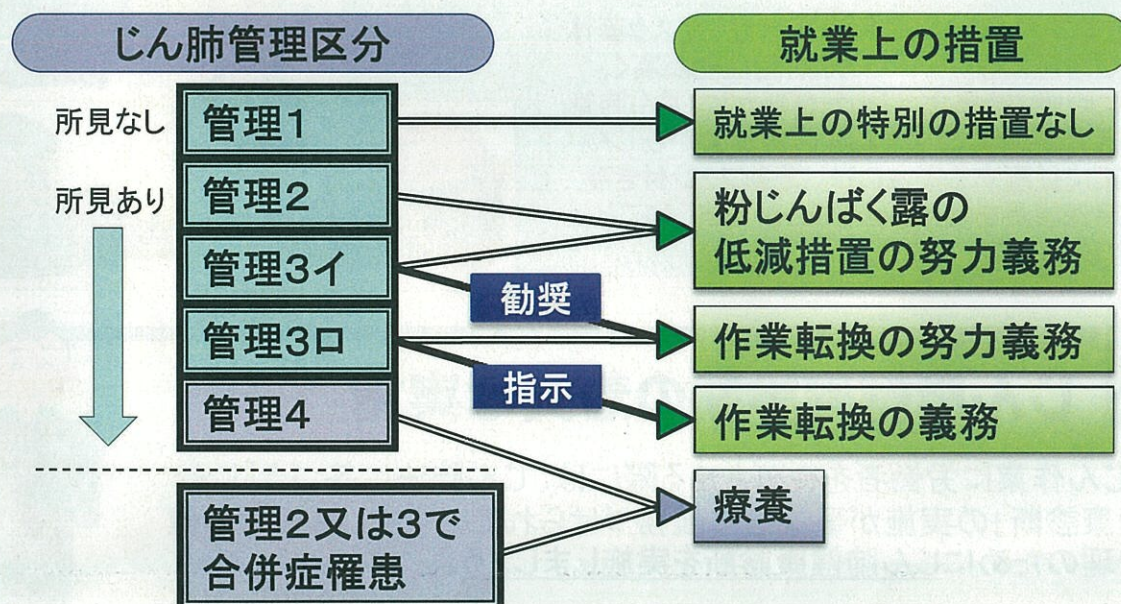 じん肺管理区分
就業上の措置
所見なし
管理1
就業上の特別の措置なし
所見あり
管理2
粉じんばく露の
低減措置の努力義務
管理3イ
勧奨
管理3ロ
作業転換の努力義務
指示
管理4
作業転換の義務
療養
管理2又は3で
合併症罹患